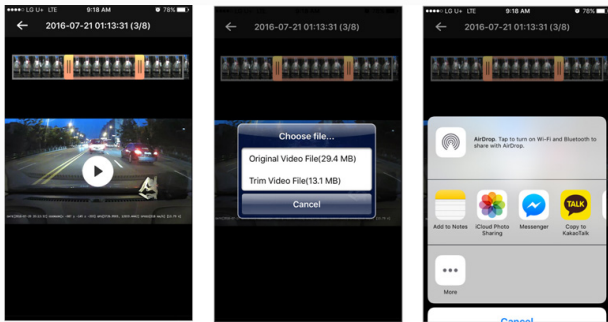 LG U+ LTE 9:18 AM 78%
2016-07-21 01:13:31 (3/8)
LG U+ LTE 9:18 AM 78%
2016-07-21 01:13:31 (3/8)
Choose file...
Original Video File(29.4 MB)
Trim Video File(13.1 MB)
Cancel
LG U+ LTE 9:18 AM 78%
2016-07-21 01:13:31 (3/8)
AirDrop. Tap to turn on Wi-Fi and Bluetooth to
share with AirDrop.
TALK
Add to Notes iCloud Photo Sharing Messenger Copy to KakaoTalk
More
Cancel